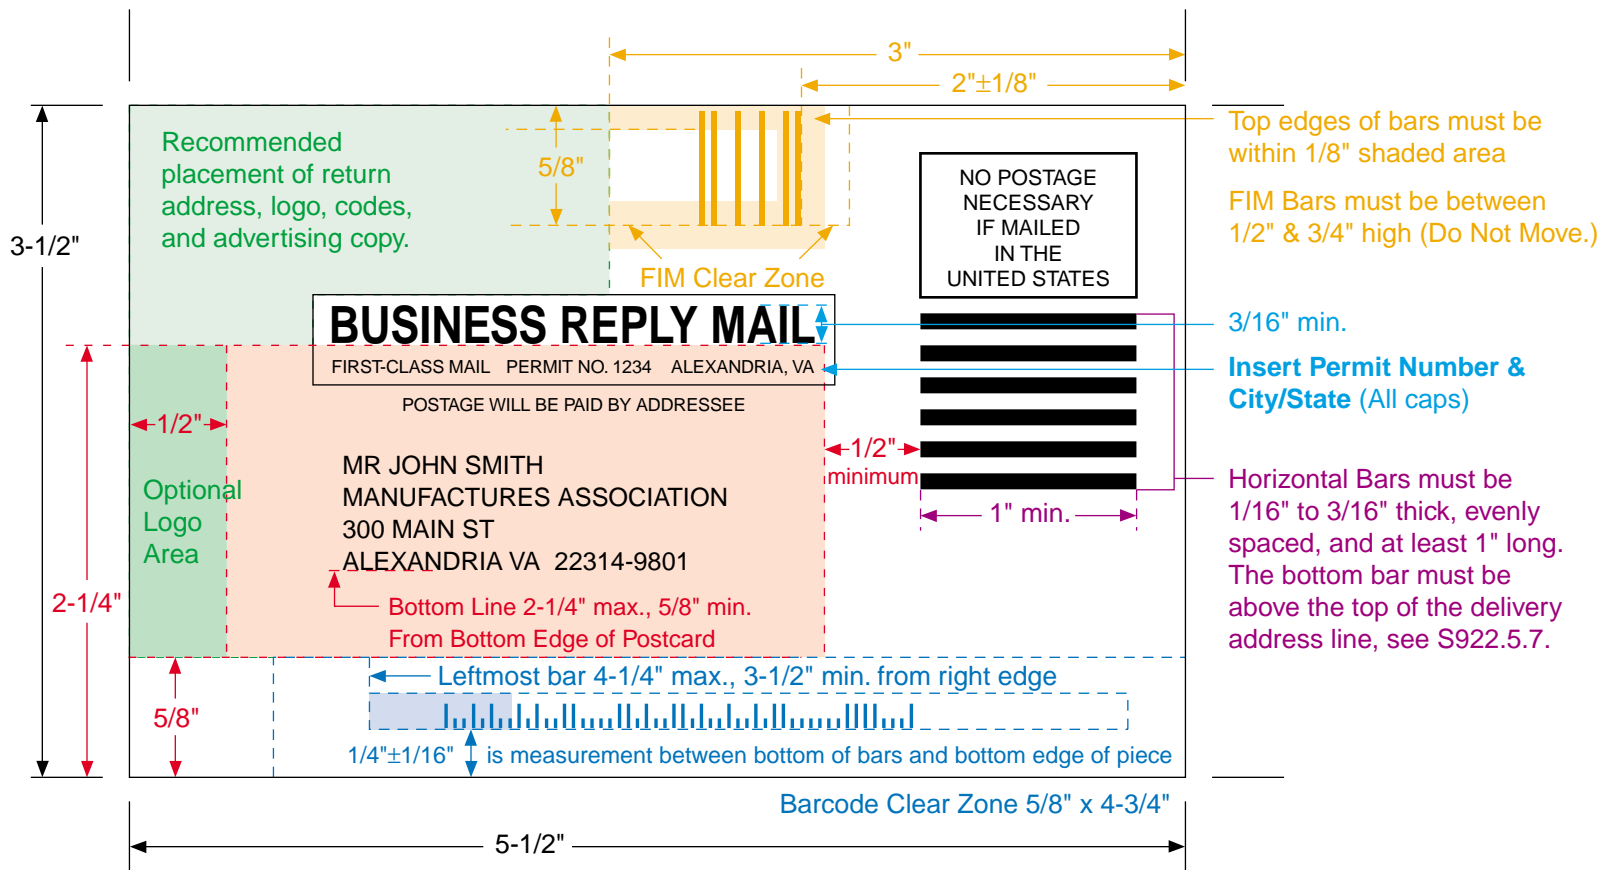 3"
2"±1/8"
Recommended
placement of return
address, logo, codes,
and advertising copy.
5/8"
Top edges of bars must be
within 1/8" shaded area
FIM Bars must be between
1/2" & 3/4" high (Do Not Move.)
NO POSTAGE
NECESSARY
IF MAILED
IN THE
UNITED STATES
3-1/2"
FIM Clear Zone
BUSINESS REPLY MAIL
FIRST-CLASS MAIL PERMIT NO. 1234 ALEXANDRIA, VA
3/16" min.
Insert Permit Number &
City/State (All caps)
POSTAGE WILL BE PAID BY ADDRESSEE
1/2"
1/2"
minimum
MR JOHN SMITH
MANUFACTURES ASSOCIATION
300 MAIN ST
ALEXANDRIA VA 22314-9801
Optional
Logo
Area
1" min.
Horizontal Bars must be
1/16" to 3/16" thick, evenly
spaced, and at least 1" long.
The bottom bar must be
above the top of the delivery
address line, see S922.5.7.
2-1/4"
Bottom Line 2-1/4" max., 5/8" min.
From Bottom Edge of Postcard
Leftmost bar 4-1/4" max., 3-1/2" min. from right edge
5/8"
1/4"±1/16" is measurement between bottom of bars and bottom edge of piece
Barcode Clear Zone 5/8" x 4-3/4"
5-1/2"